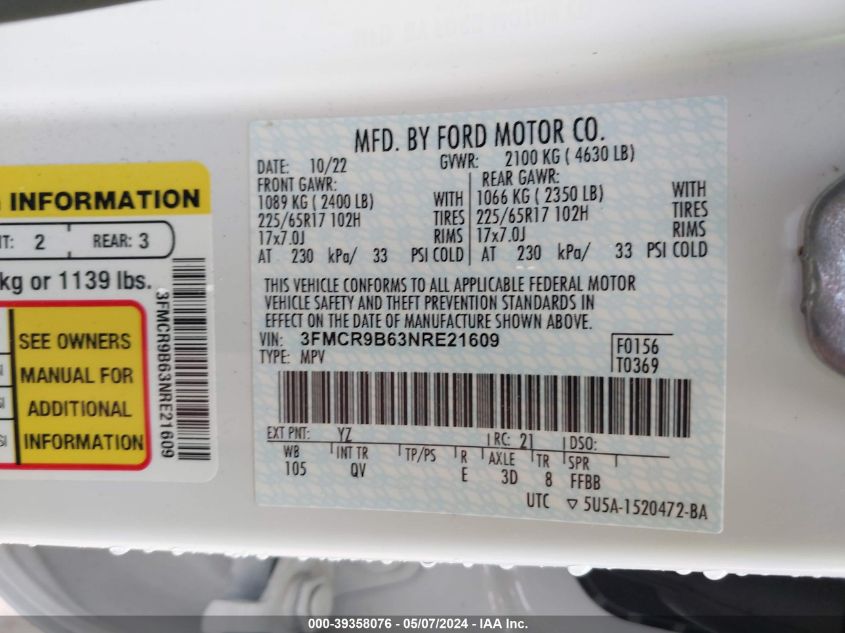 G INFORMATION
NT: 2 REAR: 3
kg or 1139 lbs.
SEE OWNERS
MANUAL FOR
ADDITIONAL
INFORMATION
3FMCR9B63NRE21609
MFD. BY FORD MOTOR CO.
DATE: 10/22 GVWR: 2100 KG ( 4630 LB)
FRONT GAWR: REAR GAWR:
1089 KG ( 2400 LB) WITH 1066 KG ( 2350 LB) WITH
225/65R17 102H TIRES 225/65R17 102H TIRES
17x7.0J RIMS 17x7.0J RIMS
AT 230 kPa/ 33 PSI COLD AT 230 kPa/ 33 PSI COLD
THIS VEHICLE CONFORMS TO ALL APPLICABLE FEDERAL MOTOR
VEHICLE SAFETY AND THEFT PREVENTION STANDARDS IN
EFFECT ON THE DATE OF MANUFACTURE SHOWN ABOVE.
VIN: 3FMCR9B63NRE21609 F0156
TYPE: MPV T0369
EXT PNT: YZ RC: 21 DSO:
WB INT TR TP/PS R AXLE TR SPR
105 QV E 3D 8 FFBB
UTC ▽ 5U5A-1520472-BA
000-39358076 - 05/07/2024 - IAA Inc.